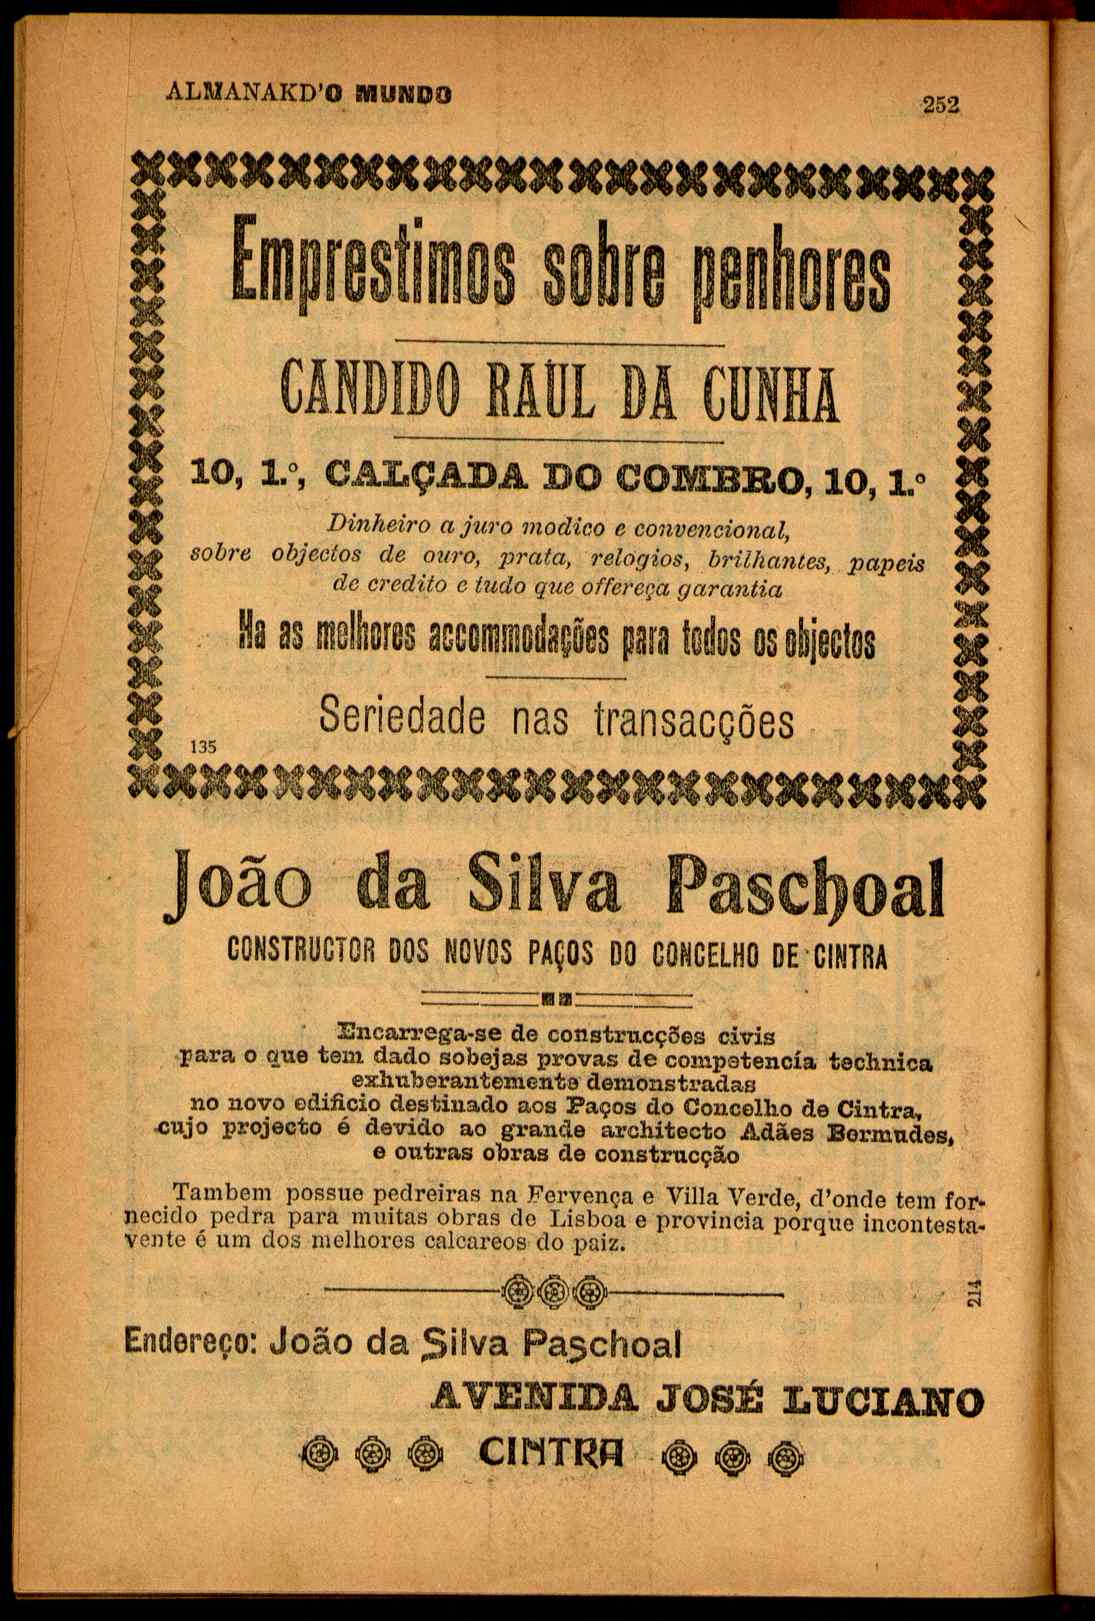 ALMANAKD'O MUNDO
252
Emprestimos sobre penhores
CANDIDO RAUL DA CUNHA
10, 1.º, CALÇADA DO COMBRO, 10, 1.º
Dinheiro a juro modico e convencional,
sobre objectos de ouro, prata, relogios, brilhantes, papeis
de credito e tudo que offereça garantia
Ha as melhores accommodações para todos os objectos
Seriedade nas transacções
135
João da Silva Paschoal
CONSTRUCTOR DOS NOVOS PAÇOS DO CONCELHO DE CINTRA
Encarrega-se de construcções civis
para o que tem dado sobejas provas de competencía technica
exhuberantemente demonstradas
no novo edificio destinado aos Paços do Concelho de Cintra,
cujo projecto é devido ao grande architecto Adães Bermudes,
e outras obras de construcção
Tambem possue pedreiras na Fervença e Villa Verde, d'onde tem for-
necido pedra para muitas obras de Lisboa e provincia porque incontesta-
vente é um dos melhores calcareos do paiz.
214
Endereço: João da Silva Paschoal
AVENIDA JOSÉ LUCIANO
CINTRA